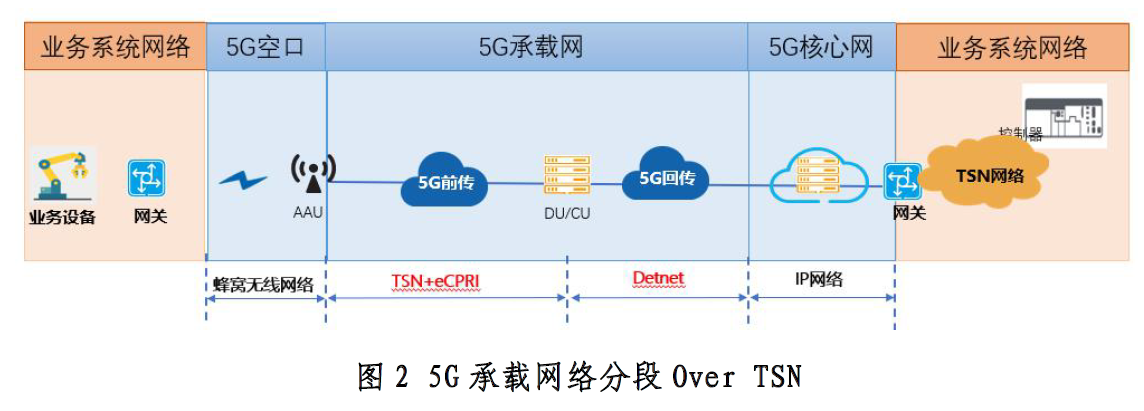 业务系统网络
5G空口
5G承载网
5G核心网
业务系统网络
控制器
5G前传
5G回传
TSN网络
业务设备
网关
AAU
DU/CU
网关
蜂窝无线网络
TSN+eCPRI
Detnet
IP网络
图 2 5G 承载网络分段 Over TSN